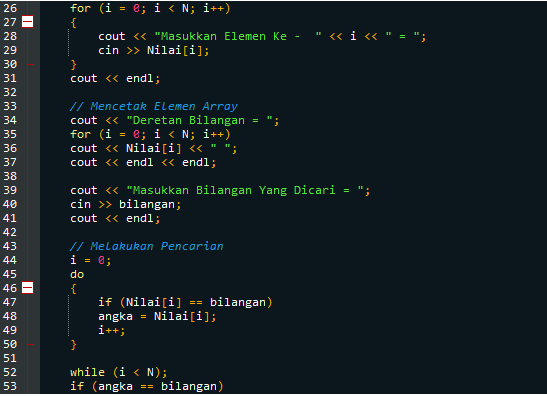 26 for (i = 0; i < N; i++)
27 {
28 cout << "Masukkan Elemen Ke -  " << i << " = ";
29 cin >> Nilai[i];
30 }
31 cout << endl;
32
33 // Mencetak Elemen Array
34 cout << "Deretan Bilangan = ";
35 for (i = 0; i < N; i++)
36 cout << Nilai[i] << " ";
37 cout << endl << endl;
38
39 cout << "Masukkan Bilangan Yang Dicari = ";
40 cin >> bilangan;
41 cout << endl;
42
43 // Melakukan Pencarian
44 i = 0;
45 do
46 {
47 if (Nilai[i] == bilangan)
48 angka = Nilai[i];
49 i++;
50 }
51
52 while (i < N);
53 if (angka == bilangan)